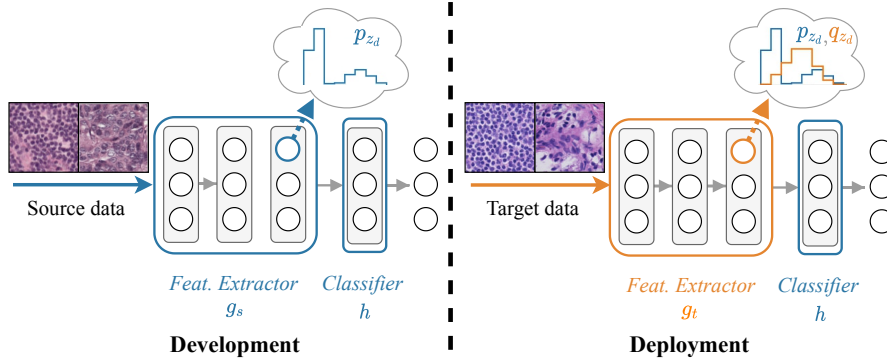 p_{z_d}
Source data
Feat. Extractor
g_s
Classifier
h
Development
p_{z_d}, q_{z_d}
Target data
Feat. Extractor
g_t
Classifier
h
Deployment